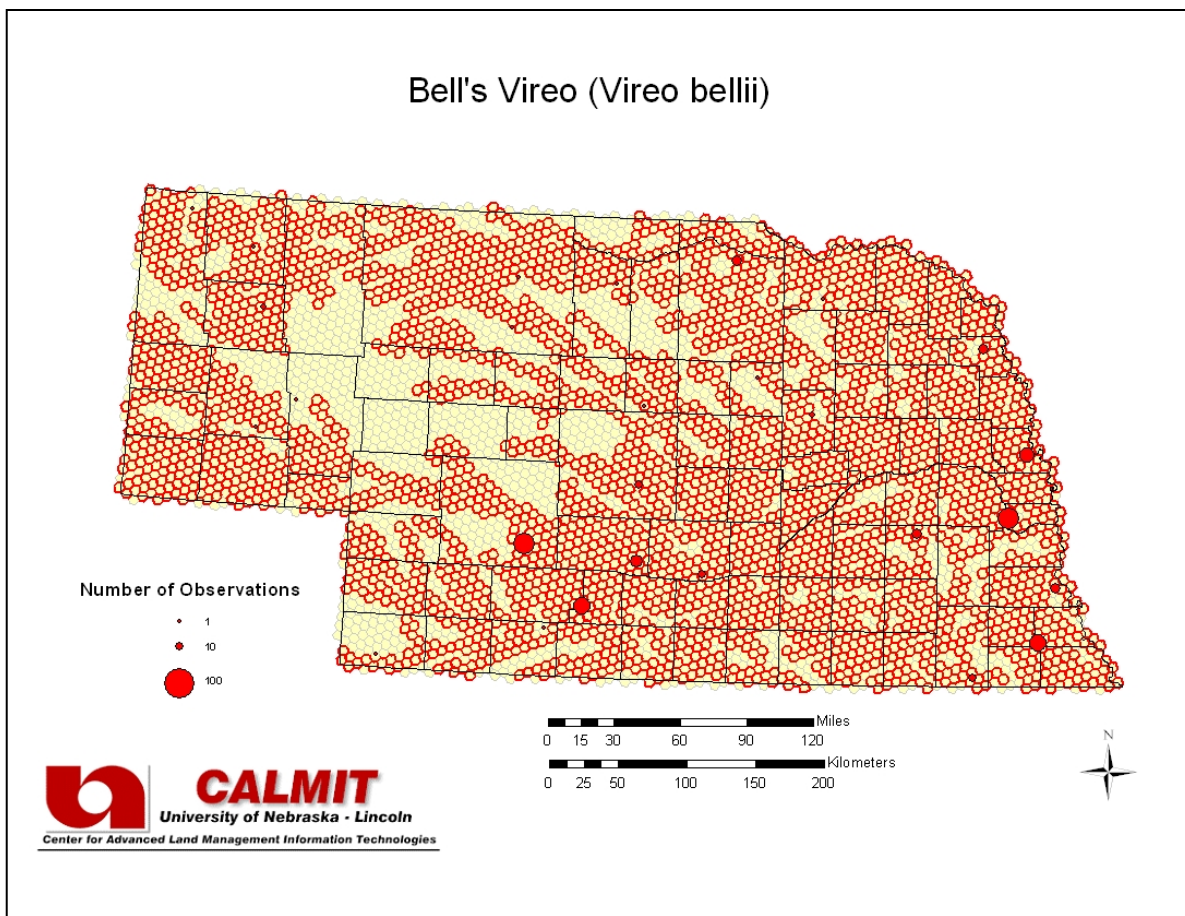 Bell's Vireo (Vireo bellii)
Number of Observations
1
10
100
Miles
0 15 30 60 90 120
Kilometers
0 25 50 100 150 200
N
CALMIT
University of Nebraska - Lincoln
Center for Advanced Land Management Information Technologies